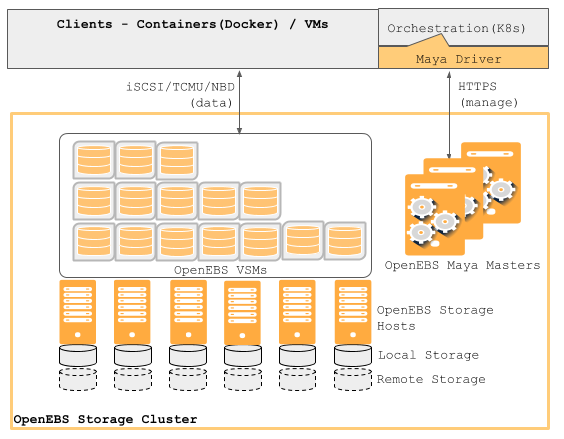 Clients - Containers(Docker) / VMs
Orchestration(K8s)
Maya Driver
iSCSI/TCMU/NBD
(data)
HTTPS
(manage)
OpenEBS VSMs
OpenEBS Maya Masters
OpenEBS Storage
Hosts
Local Storage
Remote Storage
OpenEBS Storage Cluster